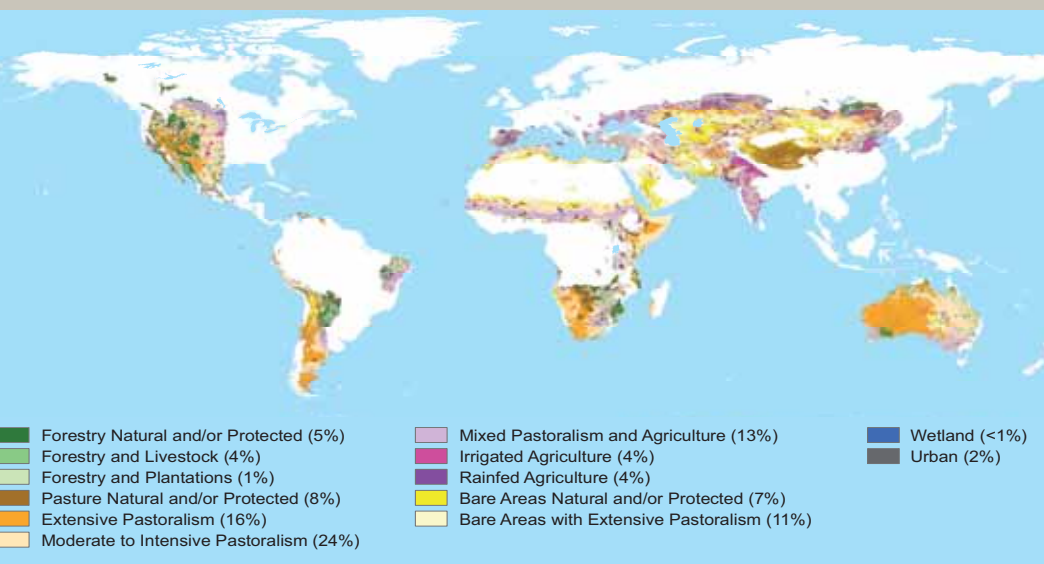 Forestry Natural and/or Protected (5%)
Forestry and Livestock (4%)
Forestry and Plantations (1%)
Pasture Natural and/or Protected (8%)
Extensive Pastoralism (16%)
Moderate to Intensive Pastoralism (24%)
Mixed Pastoralism and Agriculture (13%)
Irrigated Agriculture (4%)
Rainfed Agriculture (4%)
Bare Areas Natural and/or Protected (7%)
Bare Areas with Extensive Pastoralism (11%)
Wetland (<1%)
Urban (2%)